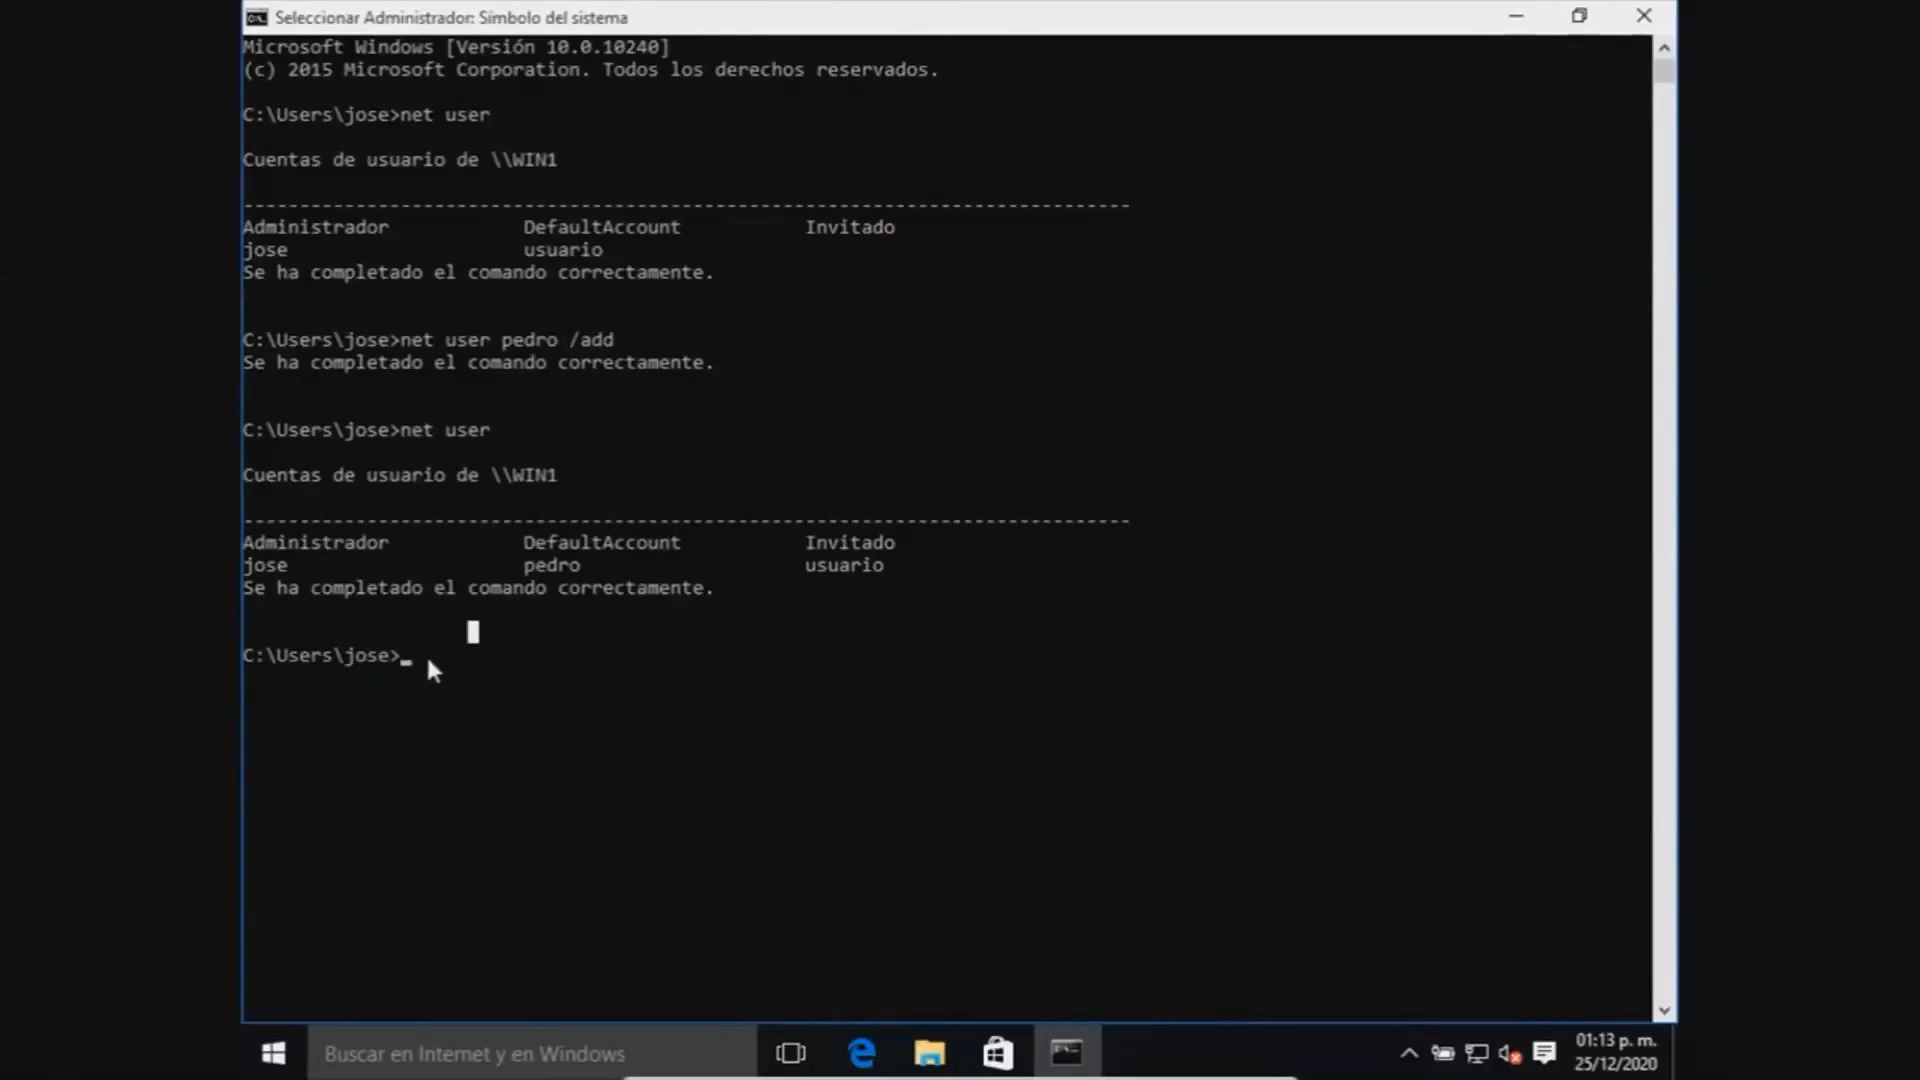 Seleccionar Administrador: Símbolo del sistema
Microsoft Windows [Versión 10.0.10240]
(c) 2015 Microsoft Corporation. Todos los derechos reservados.
C:\Users\jose>net user
Cuentas de usuario de \\WIN1
-------------------------------------------------------------------------------
Administrador DefaultAccount Invitado
jose usuario
Se ha completado el comando correctamente.
C:\Users\jose>net user pedro /add
Se ha completado el comando correctamente.
C:\Users\jose>net user
Cuentas de usuario de \\WIN1
-------------------------------------------------------------------------------
Administrador DefaultAccount Invitado
jose pedro usuario
Se ha completado el comando correctamente.
C:\Users\jose>_
Buscar en Internet y en Windows
01:13 p. m.
25/12/2020